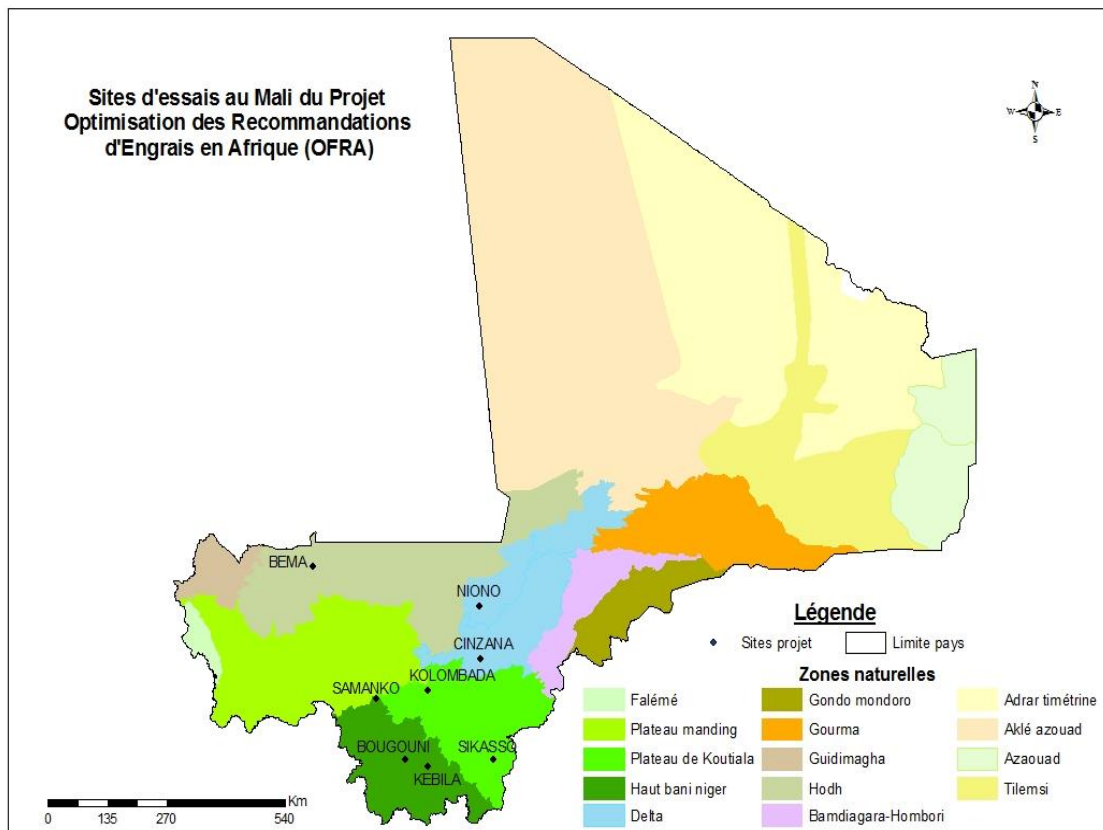 Sites d'essais au Mali du Projet
Optimisation des Recommandations
d'Engrais en Afrique (OFRA)
N
W E
S
BEMA
NIONO
CINZANA
KOLOMBADA
SAMANKO
BOUGOUNI
SIKASSO
KEBILA
Légende
Sites projet
Limite pays
Zones naturelles
Falémé
Plateau manding
Plateau de Koutiala
Haut bani niger
Delta
Gondo mondoro
Gourma
Guidimagha
Hodh
Bamdiagara-Hombori
Adrar timétrine
Aklé azouad
Azaouad
Tilemsi
Km
0 135 270 540